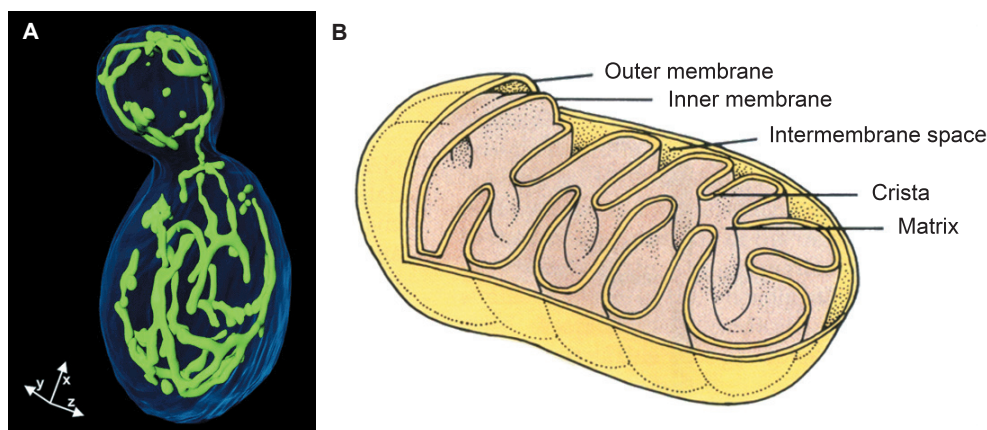 A
y
x
z
B
Outer membrane
Inner membrane
Intermembrane space
Crista
Matrix